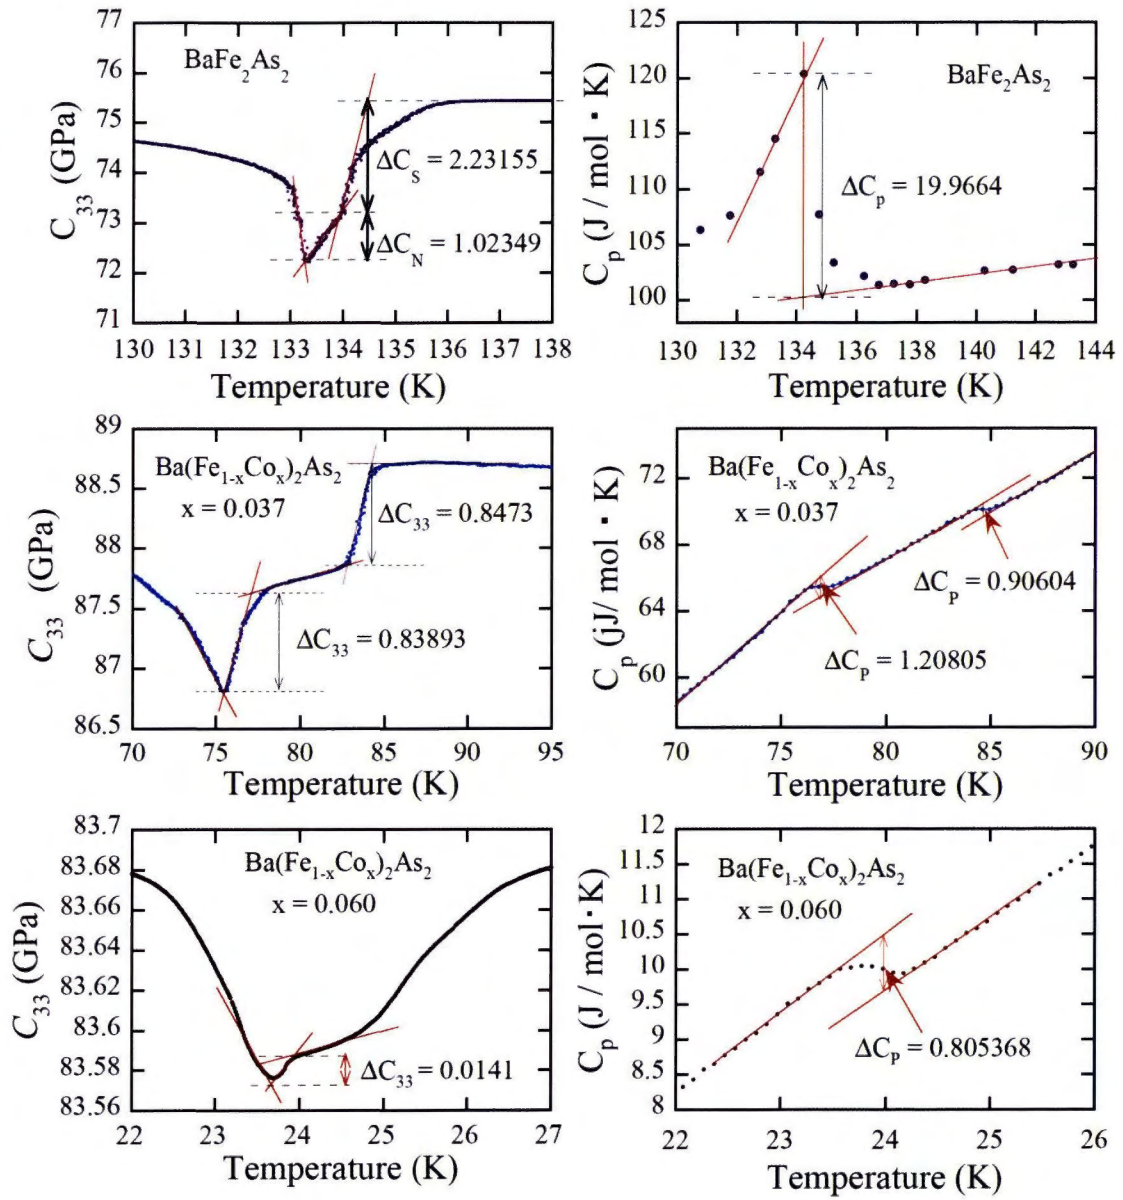 77
76
75
74
73
72
71
C33 (GPa)
BaFe2As2
ΔCS = 2.23155
ΔCN = 1.02349
130 131 132 133 134 135 136 137 138
Temperature (K)
125
120
115
110
105
100
Cp (J / mol · K)
BaFe2As2
ΔCp = 19.9664
130 132 134 136 138 140 142 144
Temperature (K)
89
88.5
88
87.5
87
86.5
C33 (GPa)
Ba(Fe1-xCox)2As2
x = 0.037
ΔC33 = 0.8473
ΔC33 = 0.83893
70 75 80 85 90 95
Temperature (K)
72
68
64
60
Cp (jJ/ mol · K)
Ba(Fe1-xCox)2As2
x = 0.037
ΔCP = 0.90604
ΔCP = 1.20805
70 75 80 85 90
Temperature (K)
83.7
83.68
83.66
83.64
83.62
83.6
83.58
83.56
C33 (GPa)
Ba(Fe1-xCox)2As2
x = 0.060
ΔC33 = 0.0141
22 23 24 25 26 27
Temperature (K)
12
11.5
11
10.5
10
9.5
9
8.5
8
Cp (J / mol·K)
Ba(Fe1-xCox)2As2
x = 0.060
ΔCP = 0.805368
22 23 24 25 26
Temperature (K)